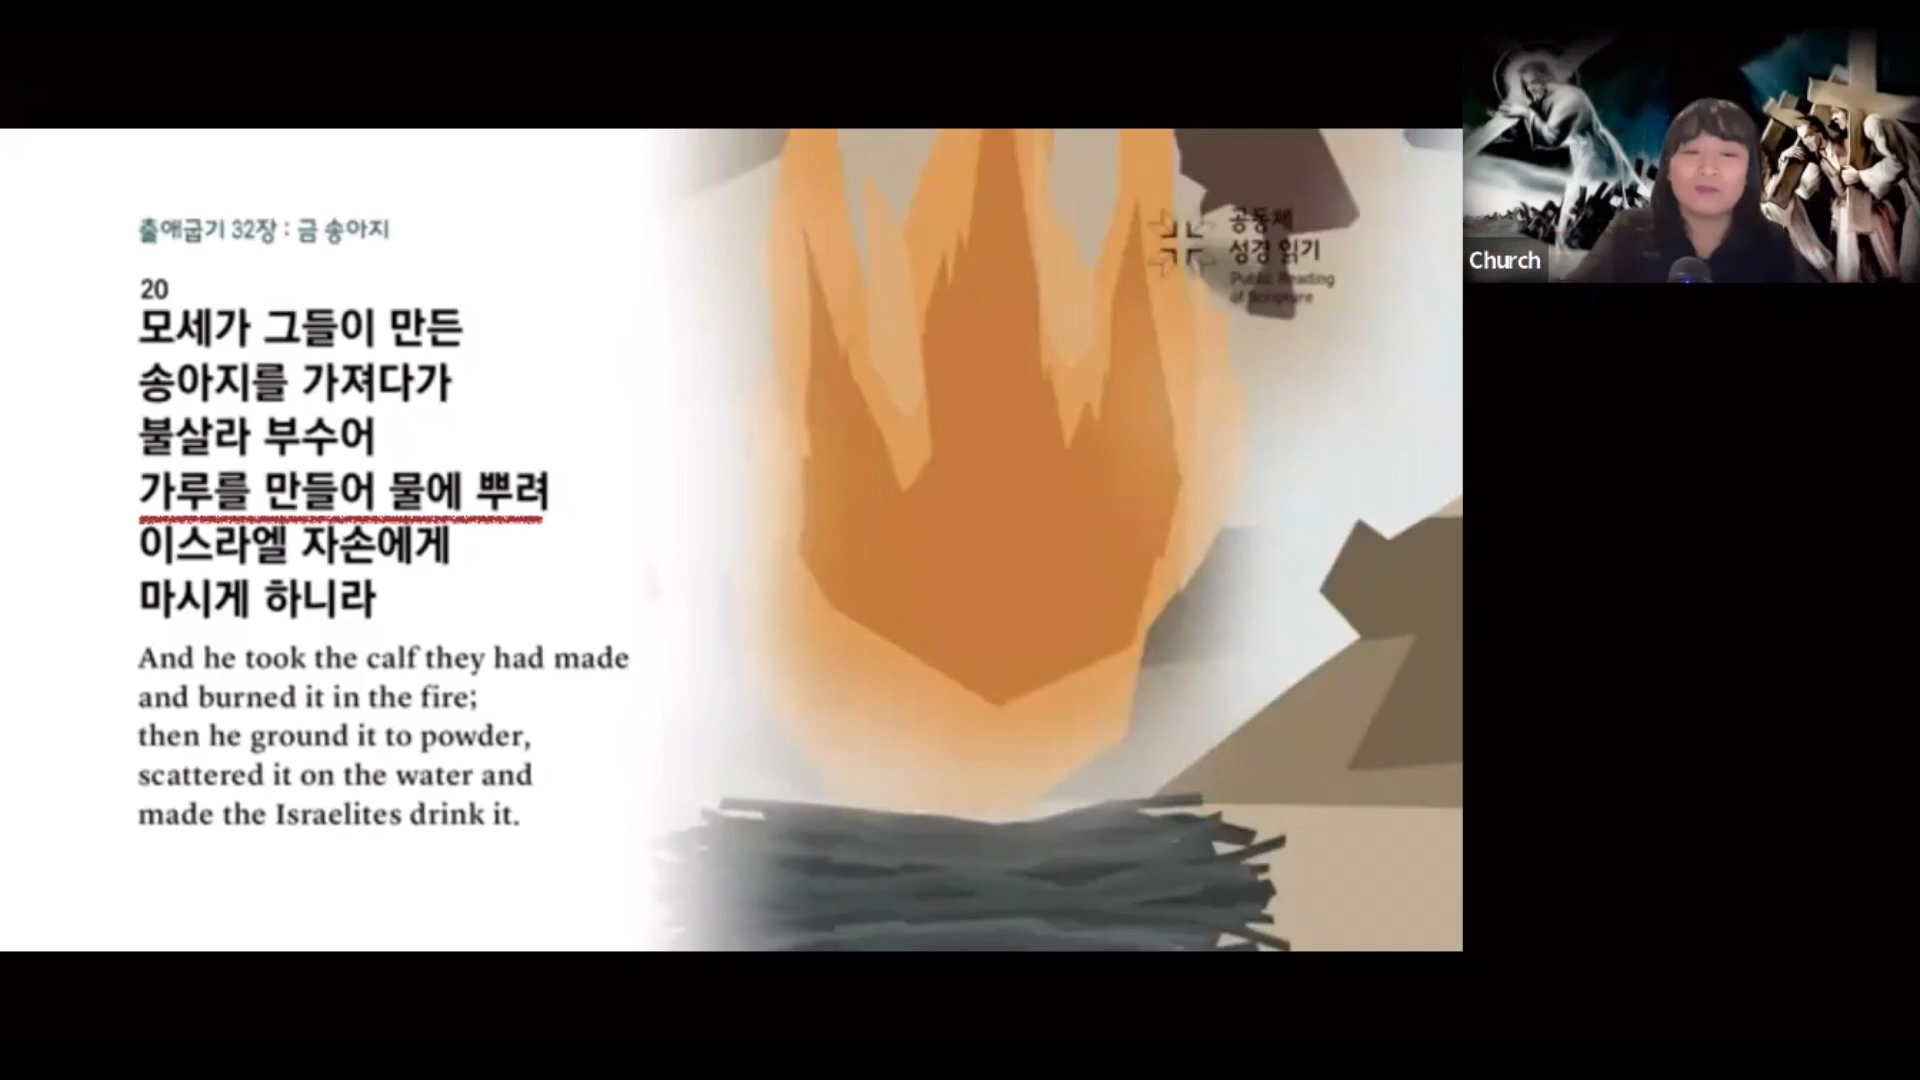 출애굽기 32장 : 금 송아지
20
모세가 그들이 만든
송아지를 가져다가
불살라 부수어
가루를 만들어 물에 뿌려
이스라엘 자손에게
마시게 하니라
And he took the calf they had made
and burned it in the fire;
then he ground it to powder,
scattered it on the water and
made the Israelites drink it.
공동체
성경 읽기
Public Reading
of Scripture
Church